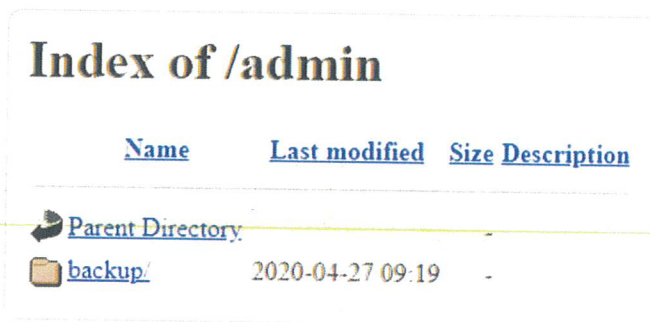 Index of /admin
Name Last modified Size Description
Parent Directory -
backup/ 2020-04-27 09:19 -